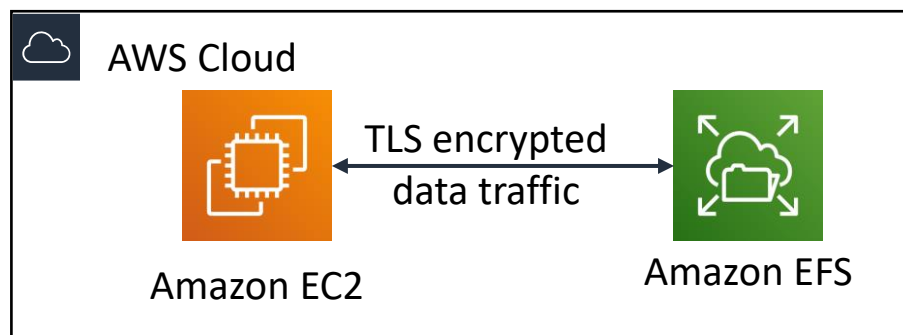 AWS Cloud
TLS encrypted
data traffic
Amazon EC2
Amazon EFS